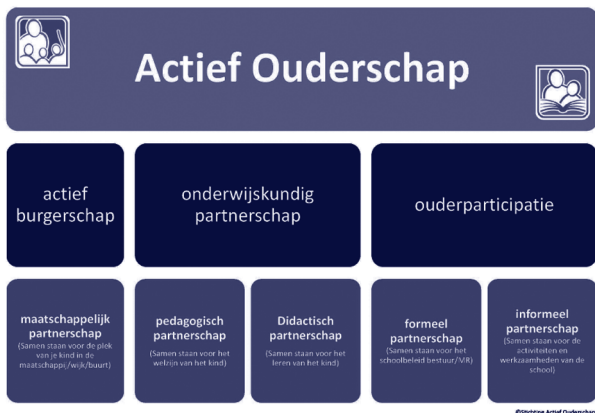 Actief Ouderschap
actief
burgerschap
onderwijskundig
partnerschap
ouderparticipatie
maatschappelijk
partnerschap
(Samen staan voor de plek
van je kind in de
maatschappij/wijk/buurt)
pedagogisch
partnerschap
(Samen staan voor het
welzijn van het kind)
Didactisch
partnerschap
(Samen staan voor het
leren van het kind)
formeel
partnerschap
(Samen staan voor het
schoolbeleid bestuur/MR)
informeel
partnerschap
(Samen staan voor de
activiteiten en
werkzaamheden van de
school)
©Stichting Actief Ouderschap